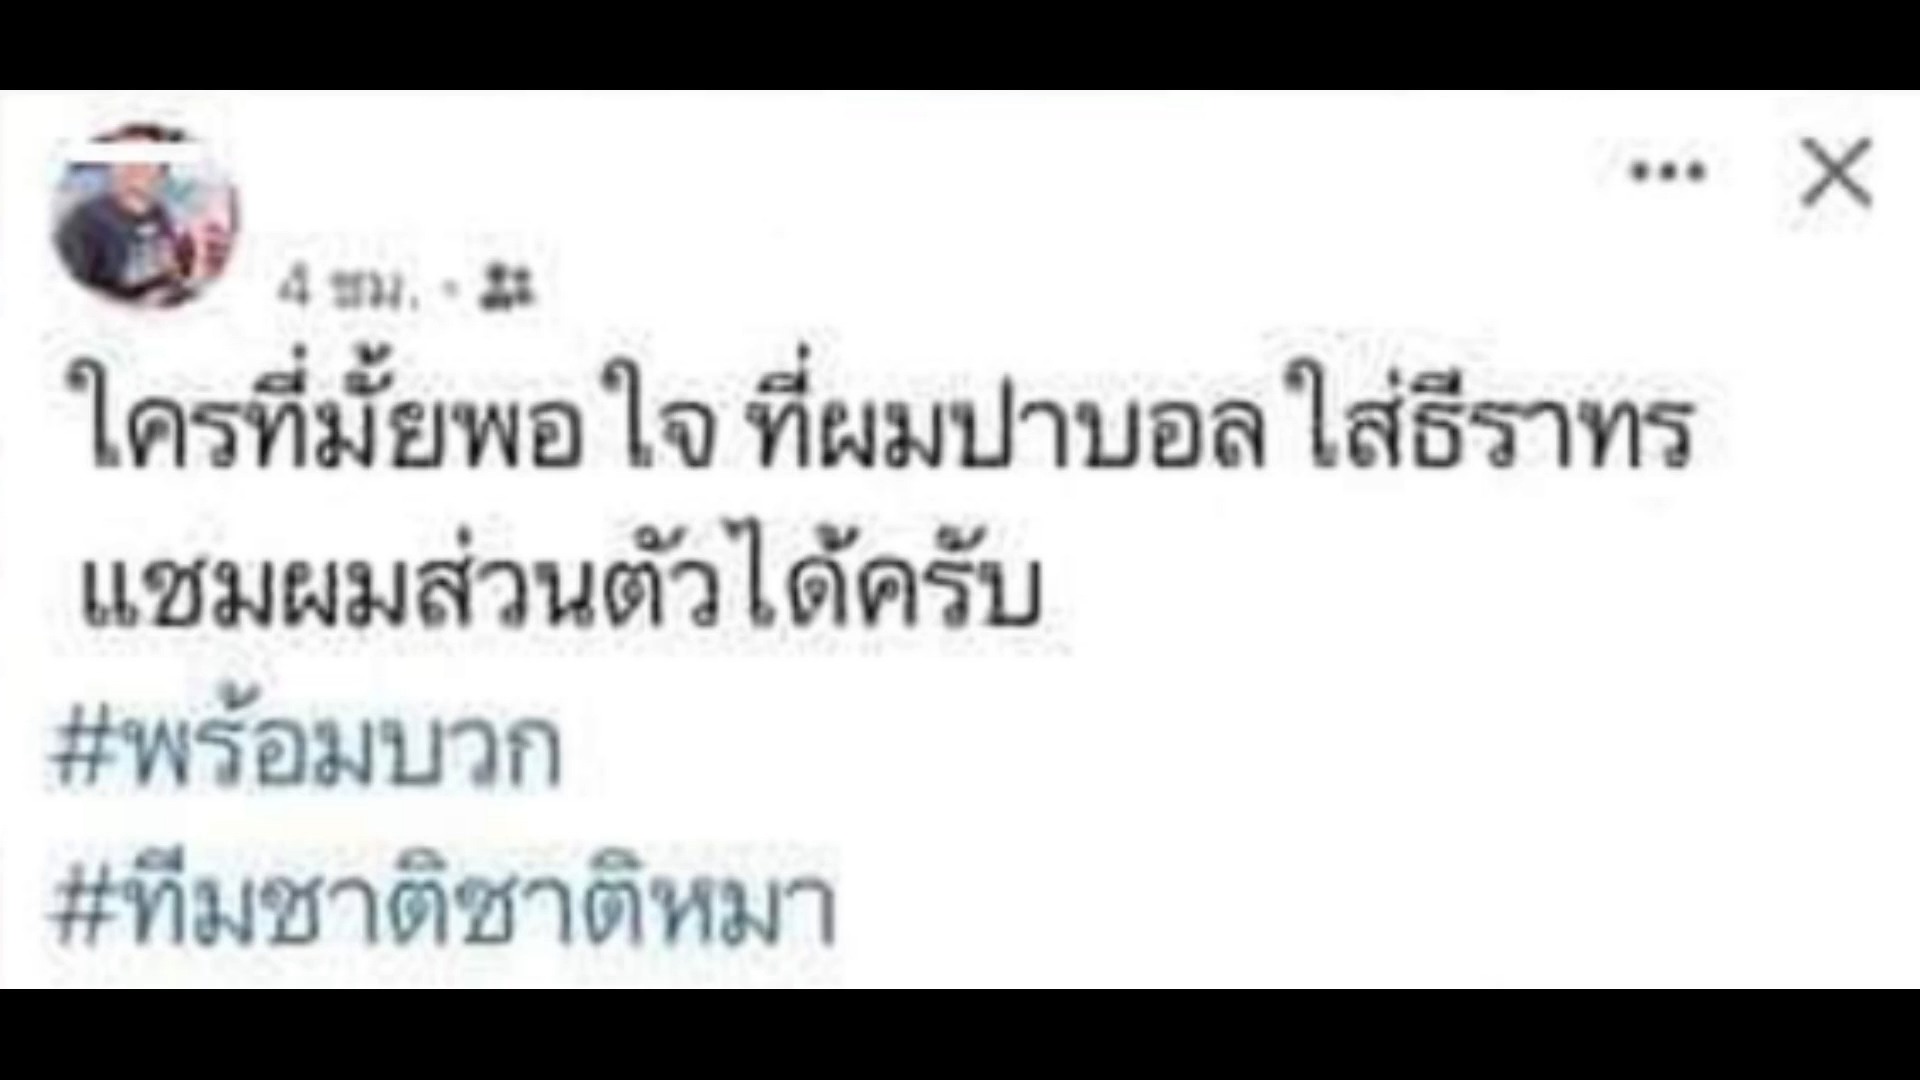 4 ชม. ·
ใครที่มั้ยพอใจ ที่ผมปาบอลใส่ธีราทร
แชมผมส่วนตัวได้ครับ
#พร้อมบวก
#ทีมชาติชาติหมา